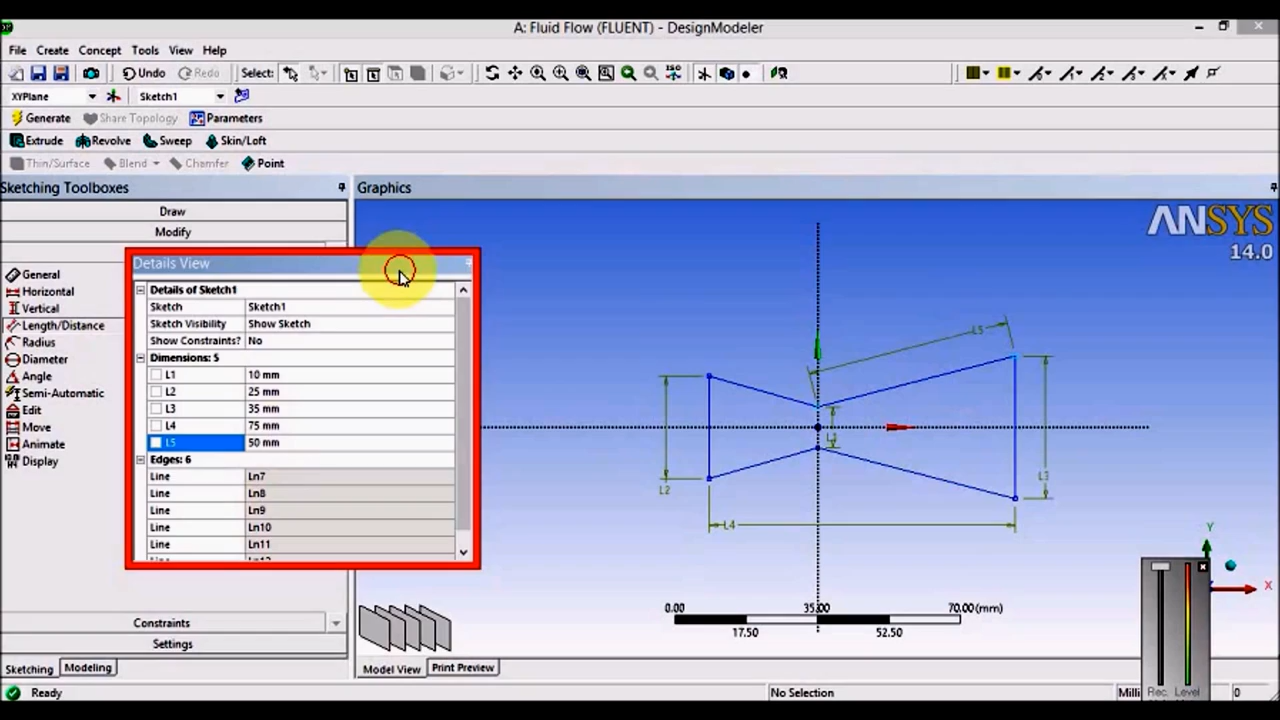 A: Fluid Flow (FLUENT) - DesignModeler
File Create Concept Tools View Help
Undo Redo Select:
XYPlane Sketch1
Generate Share Topology Parameters
Extrude Revolve Sweep Skin/Loft
Thin/Surface Blend Chamfer Point
Sketching Toolboxes
Draw
Modify
General
Horizontal
Vertical
Length/Distance
Radius
Diameter
Angle
Semi-Automatic
Edit
Move
Animate
Display
Constraints
Settings
Sketching Modeling
Details View
Details of Sketch1
Sketch Sketch1
Sketch Visibility Show Sketch
Show Constraints? No
Dimensions: 5
L1 10 mm
L2 25 mm
L3 35 mm
L4 75 mm
L5 50 mm
Edges: 6
Line Ln7
Line Ln8
Line Ln9
Line Ln10
Line Ln11
Graphics
ANSYS
14.0
L5
L1
L2
L3
L4
Y
X
0.00 35.00 70.00 (mm)
17.50 52.50
Model View Print Preview
Ready No Selection Milli 0
Rec. Level